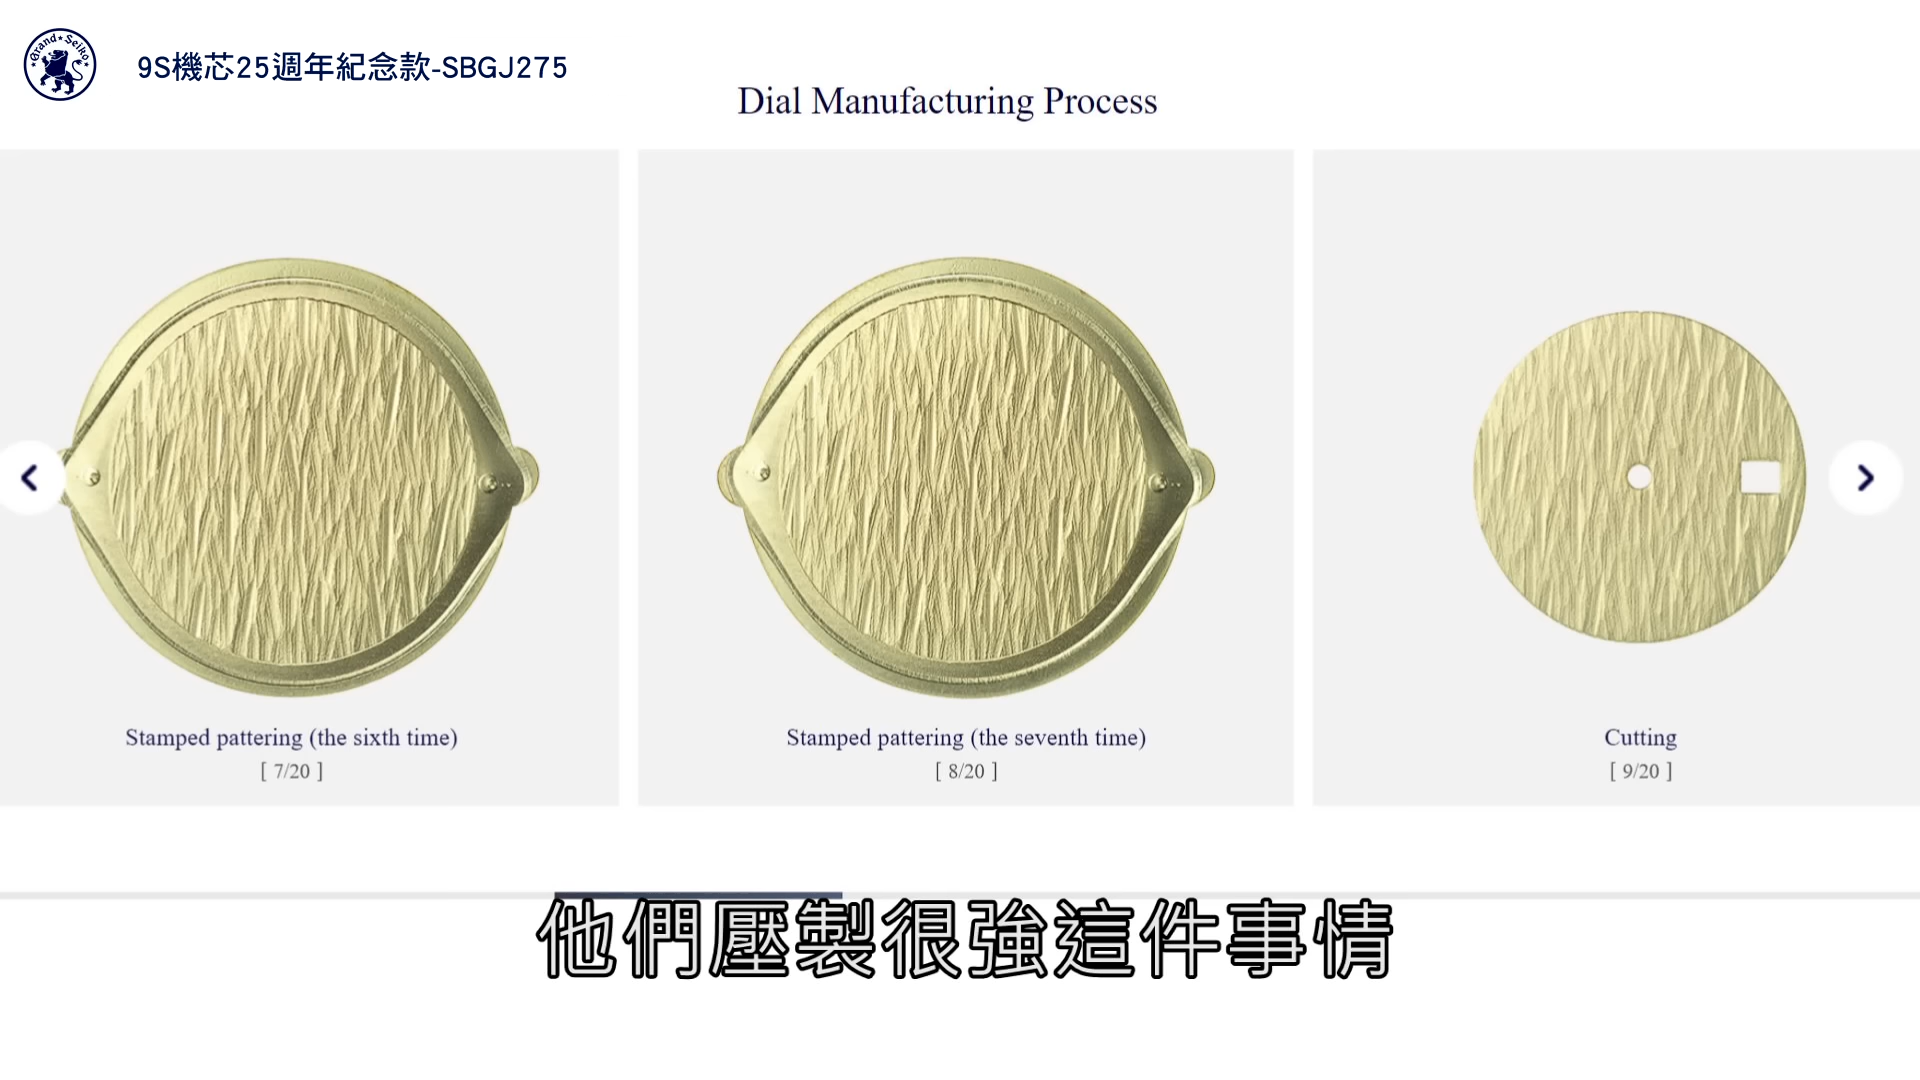 Grand Seiko
9S機芯25週年紀念款-SBGJ275
Dial Manufacturing Process
Stamped pattering (the sixth time)
[ 7/20 ]
Stamped pattering (the seventh time)
[ 8/20 ]
Cutting
[ 9/20 ]
他們壓製很強這件事情